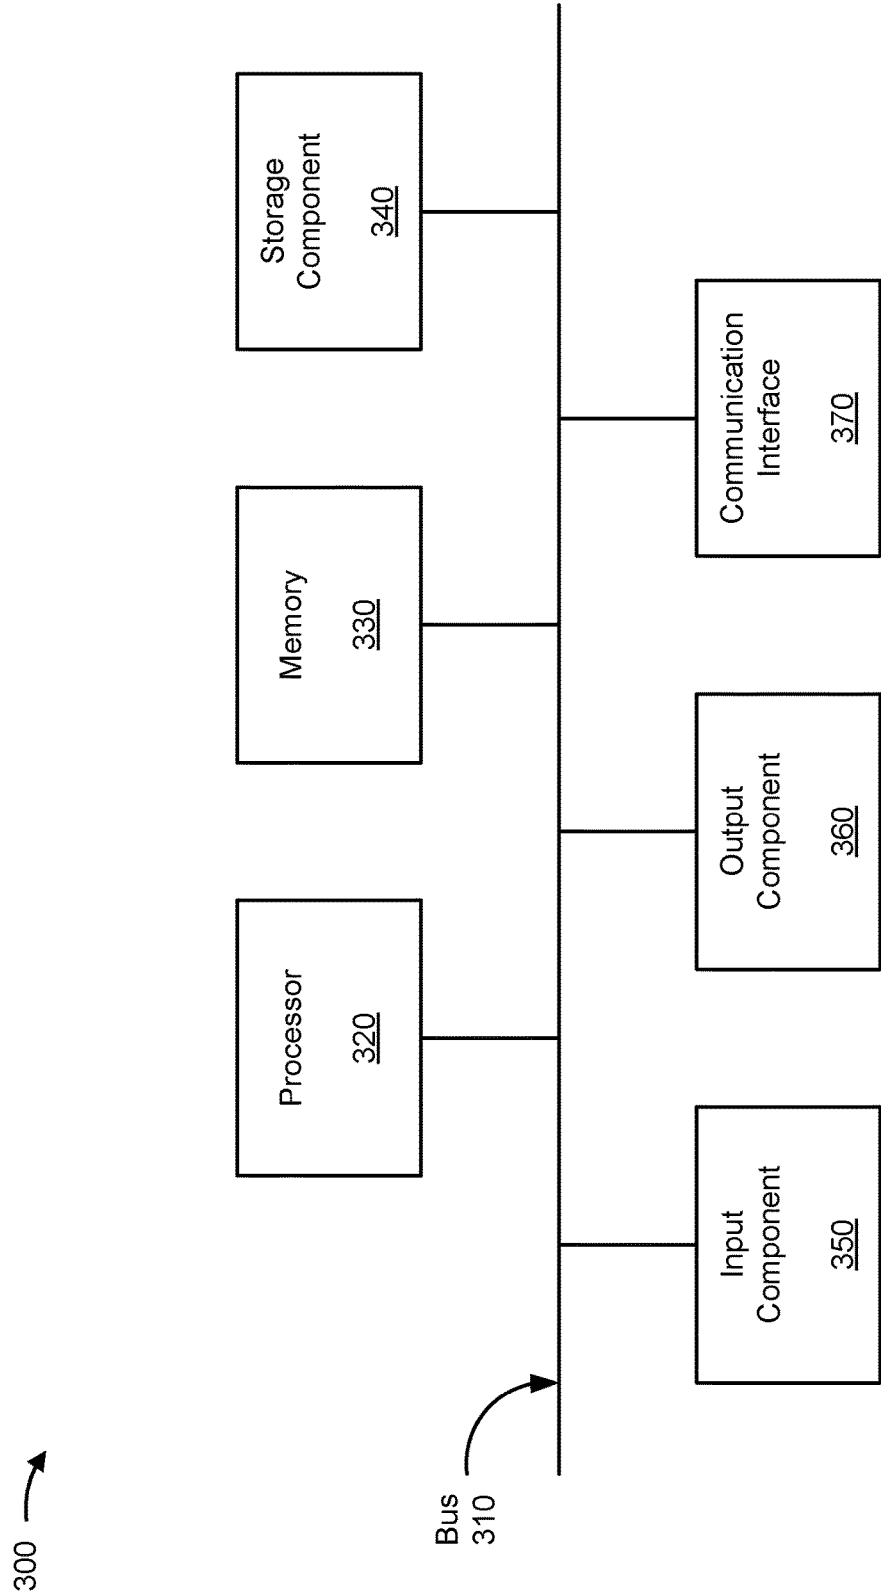 300
Processor
320
Memory
330
Storage
Component
340
Bus
310
Input
Component
350
Output
Component
360
Communication
Interface
370